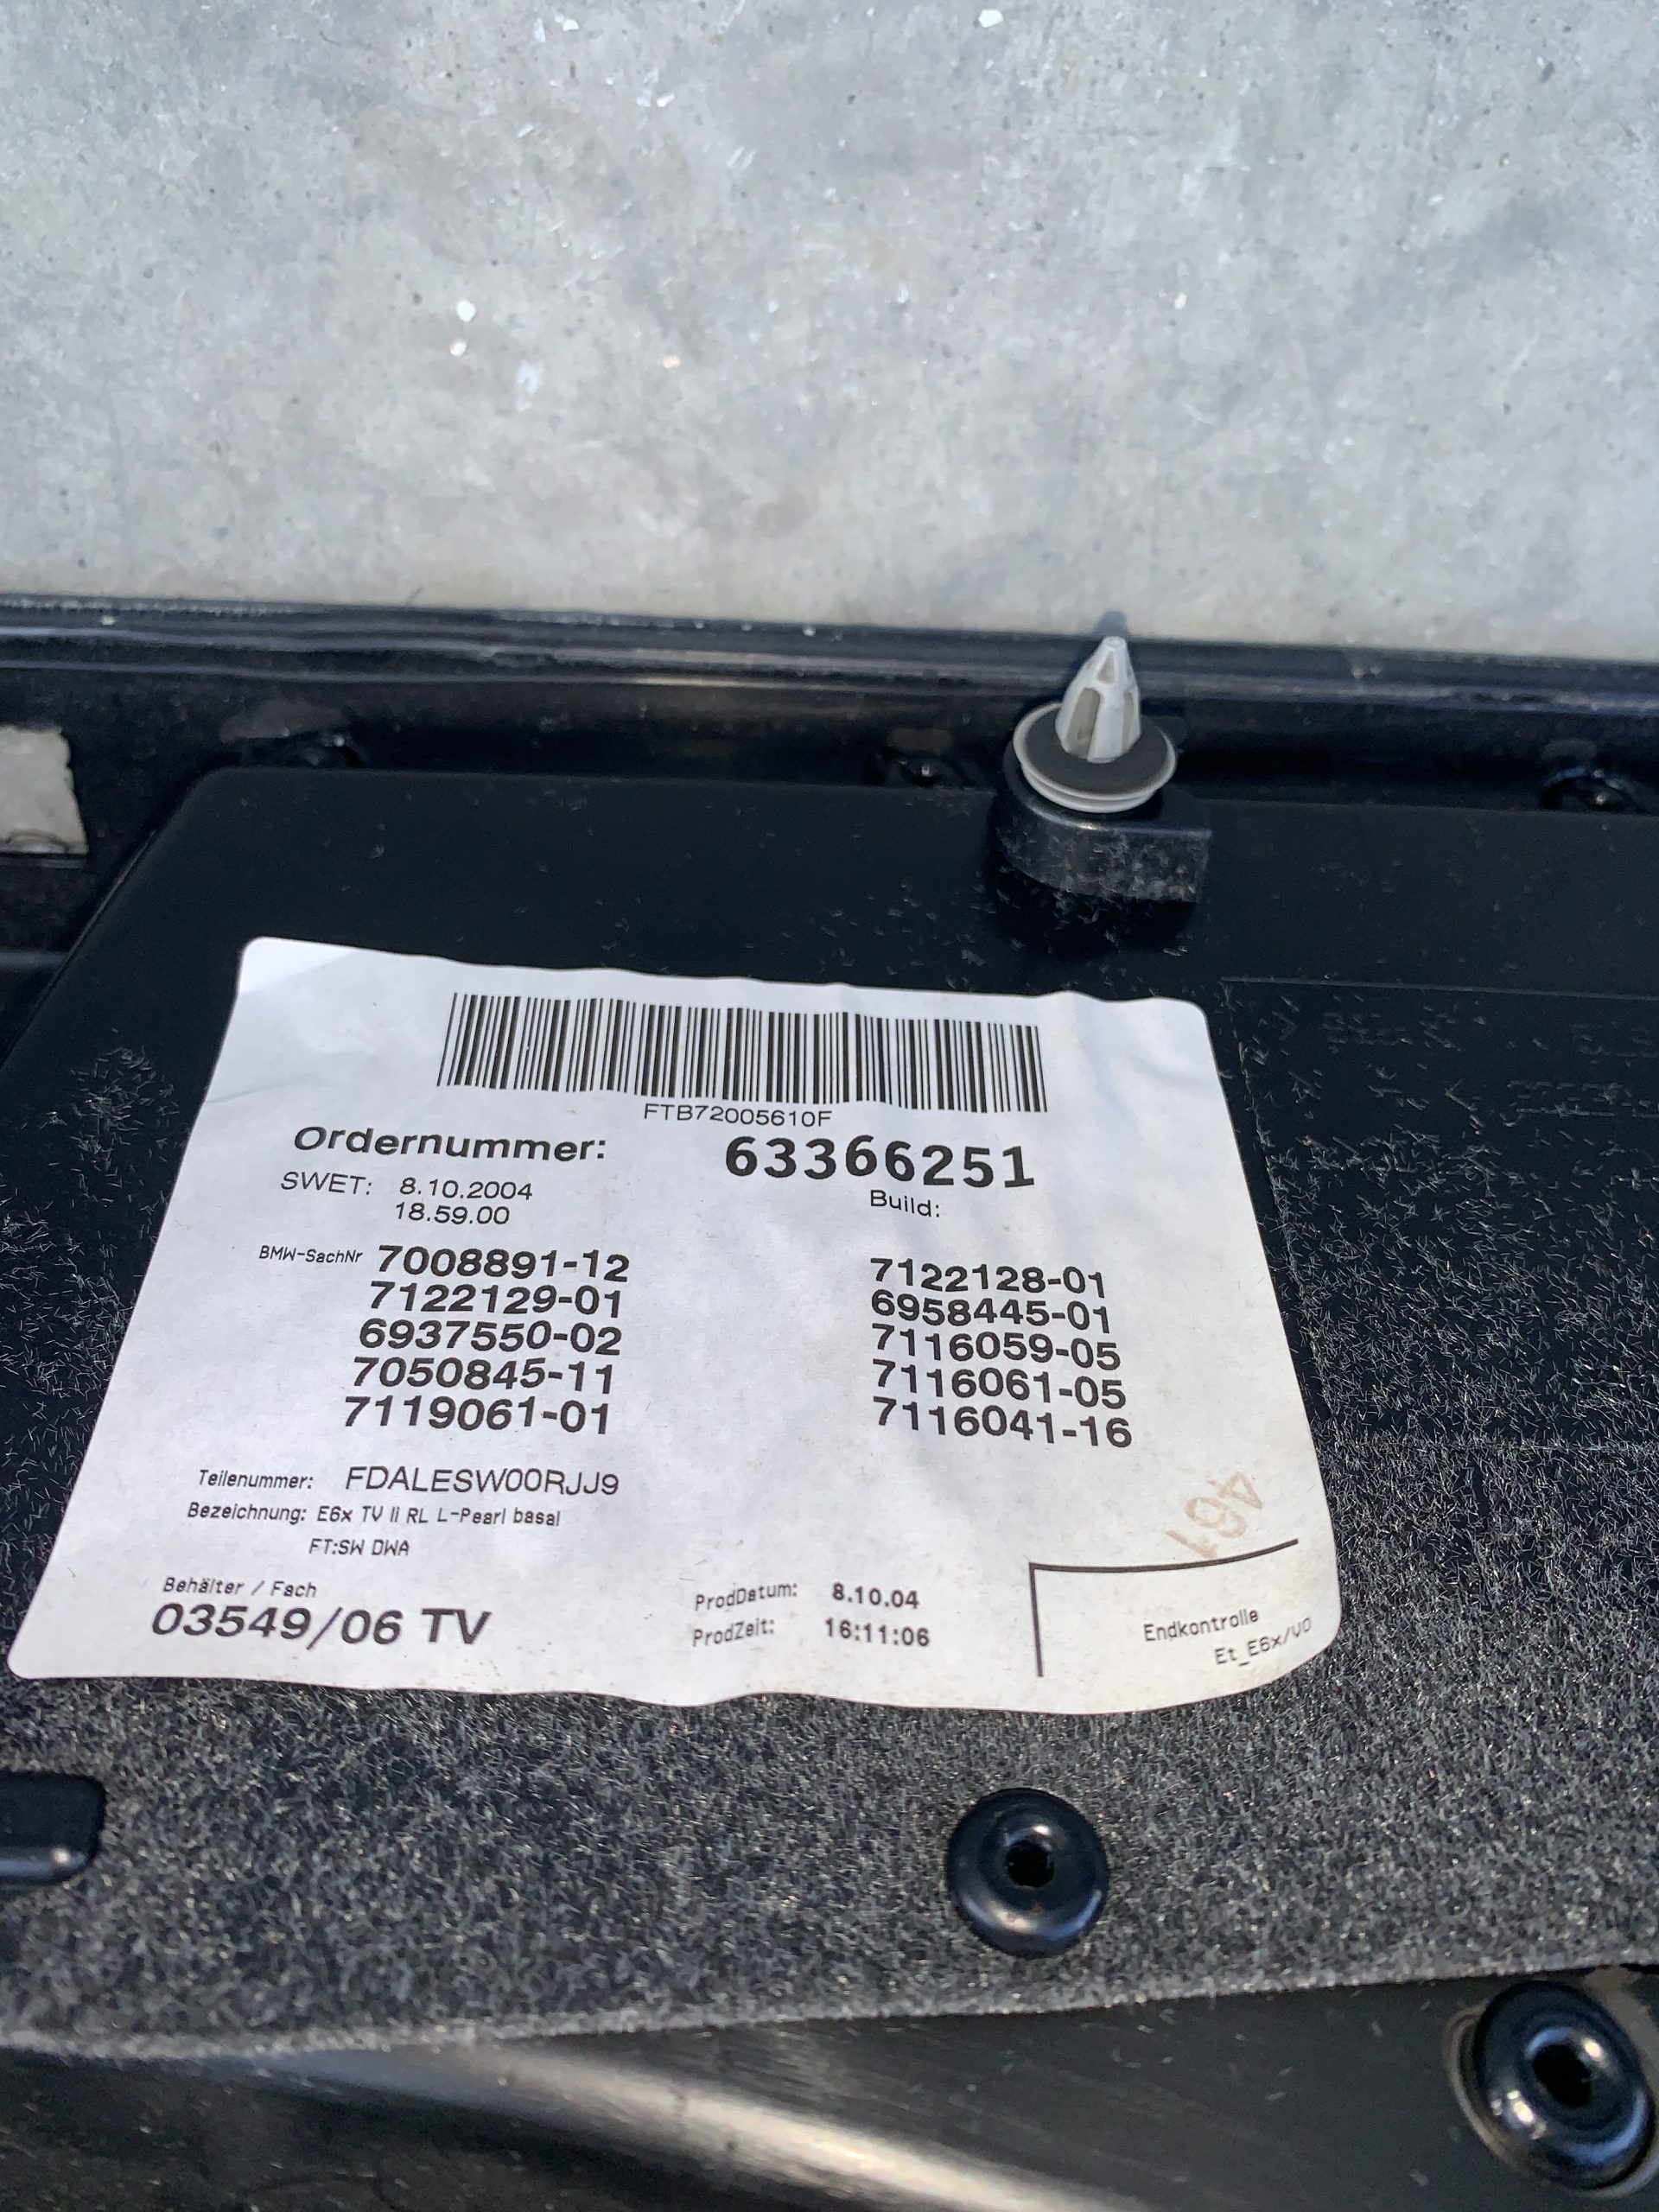 FTB72005610F
Ordernummer: 63366251
SWET: 8.10.2004 Build:
18.59.00
BMW-SachNr 7008891-12 7122128-01
7122129-01 6958445-01
6937550-02 7116059-05
7050845-11 7116061-05
7119061-01 7116041-16
Teilenummer: FDALESW00RJJ9
Bezeichnung: E6x TV li RL L-Pearl basal
FT:SW DWA
461
Behälter / Fach
03549/06 TV
ProdDatum: 8.10.04
ProdZeit: 16:11:06
Endkontrolle
Et_E6x/V0